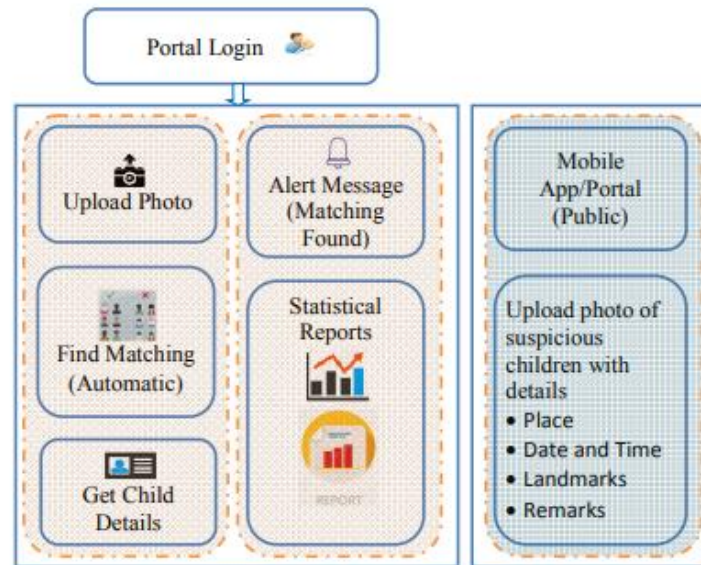 Portal Login
Upload Photo
Find Matching
(Automatic)
Get Child
Details
Alert Message
(Matching
Found)
Statistical
Reports
REPORT
Mobile
App/Portal
(Public)
Upload photo of
suspicious
children with
details
• Place
• Date and Time
• Landmarks
• Remarks